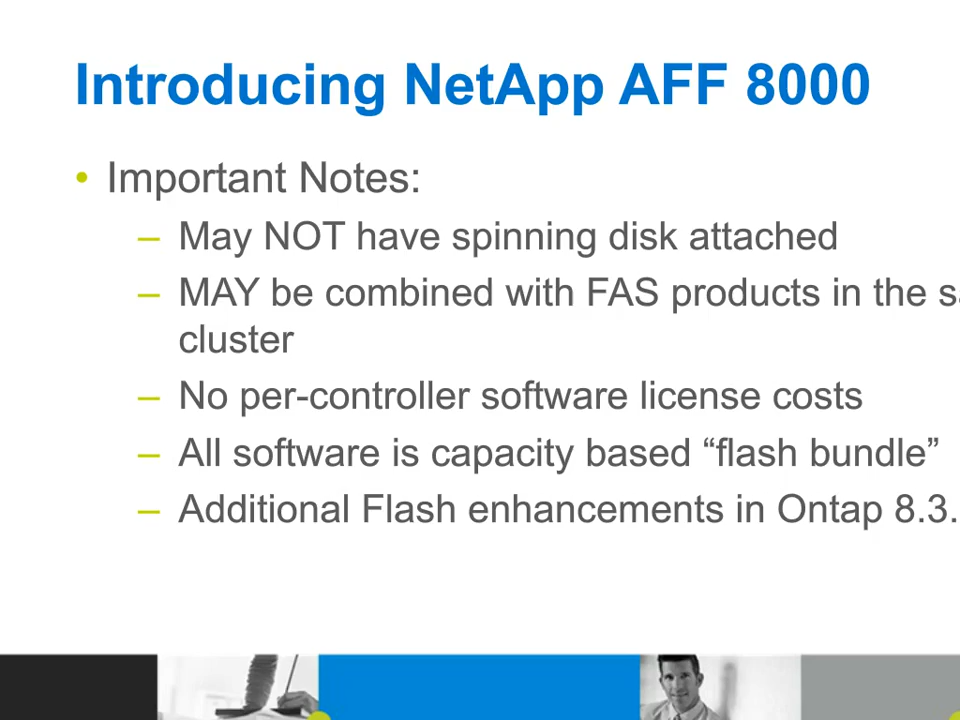 Introducing NetApp AFF 8000
• Important Notes:
– May NOT have spinning disk attached
– MAY be combined with FAS products in the
cluster
– No per-controller software license costs
– All software is capacity based “flash bundle”
– Additional Flash enhancements in Ontap 8.3.